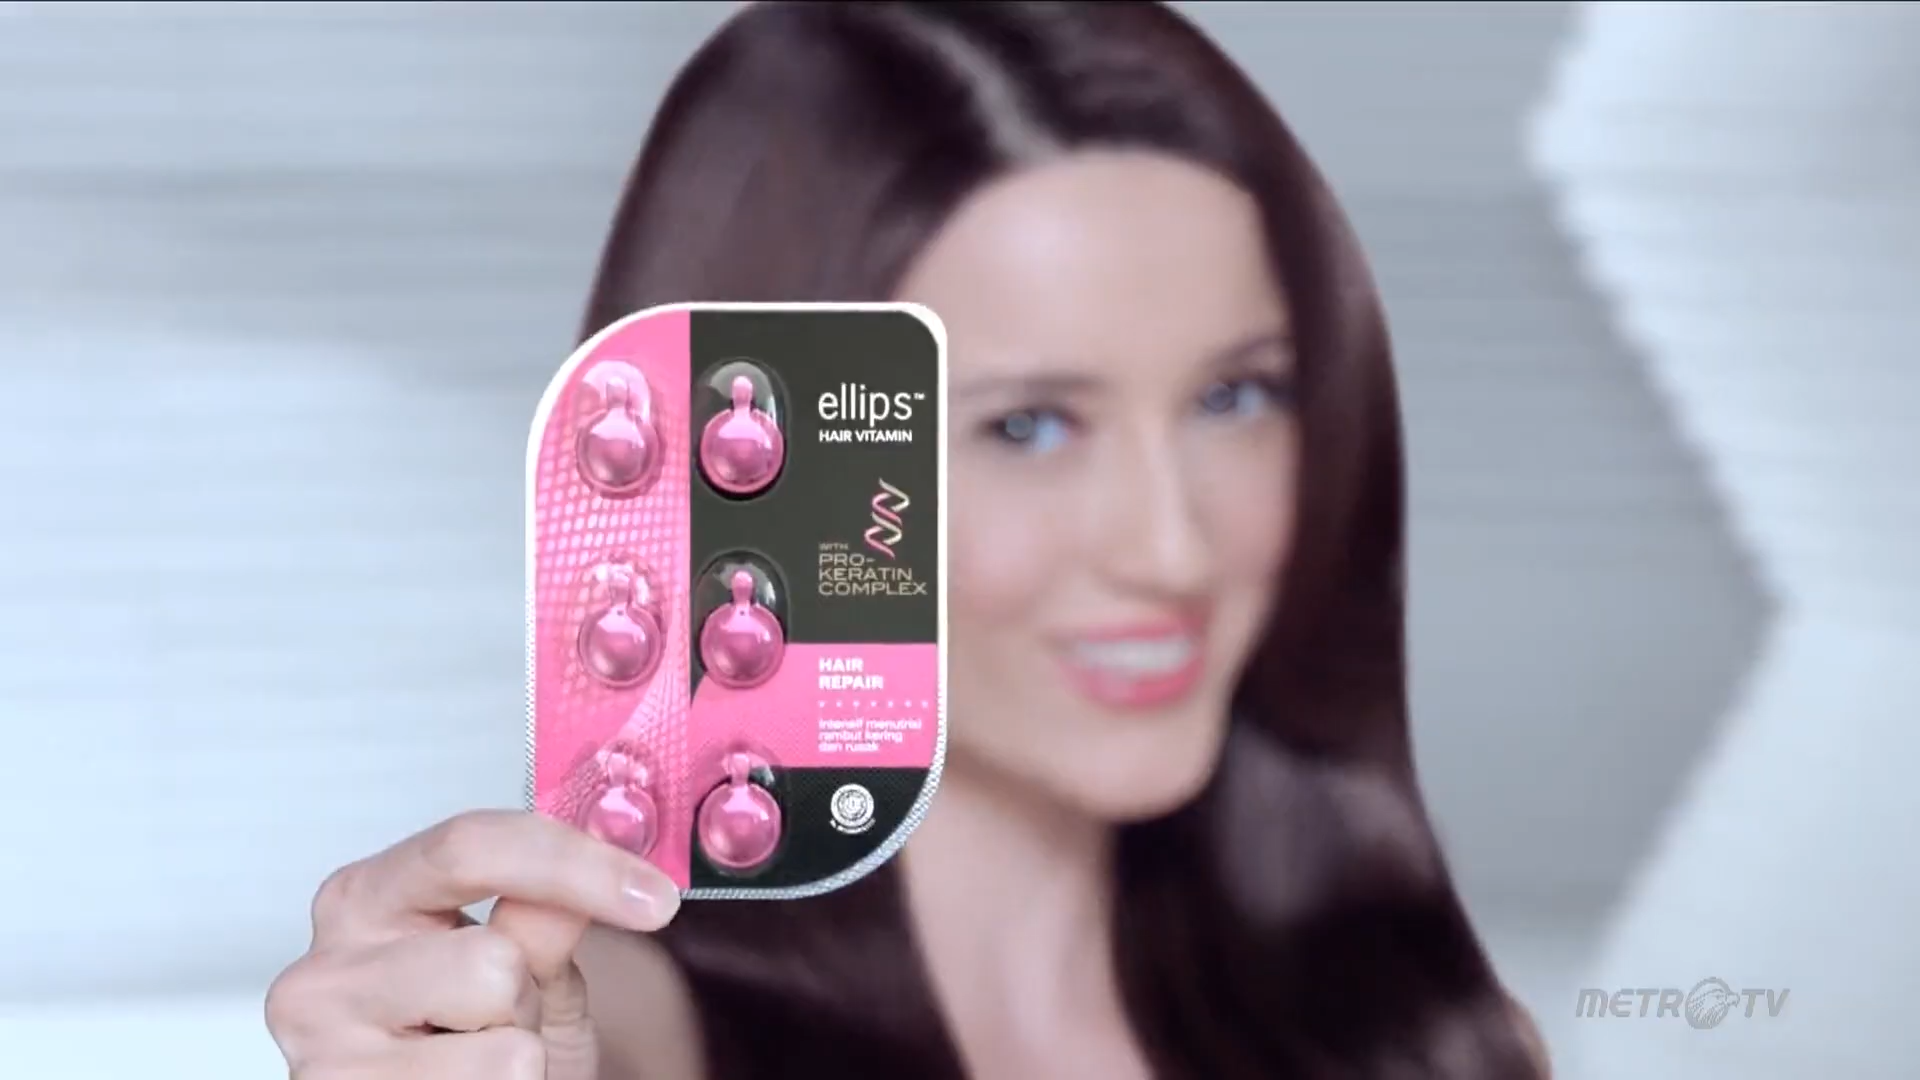 ellips™
HAIR VITAMIN
WITH
PRO-
KERATIN
COMPLEX
HAIR
REPAIR
Intensif menutrisi
rambut kering
dan rusak
METRO TV